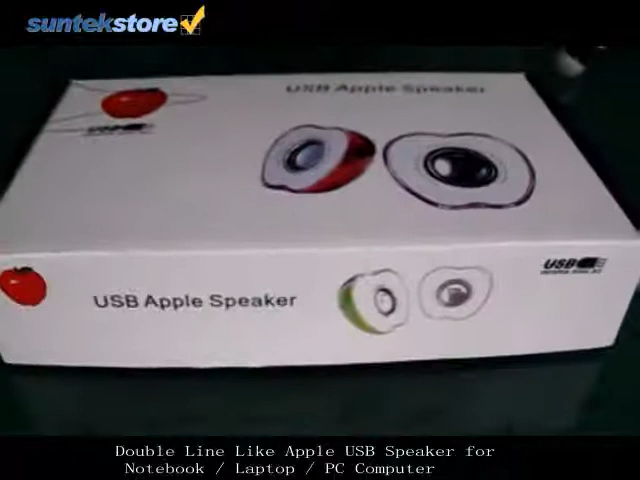 suntekstore
USB Apple Speaker
USB
USB Apple Speaker
USB
Double Line Like Apple USB Speaker for
Notebook / Laptop / PC Computer